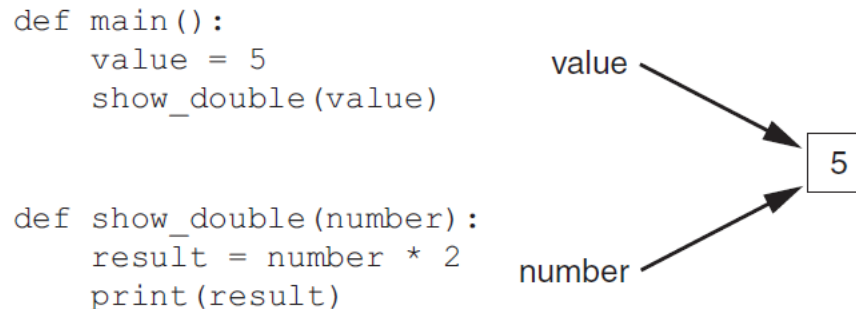 def main():
    value = 5
    show_double(value)
def show_double(number):
    result = number * 2
    print(result)
value
number
5